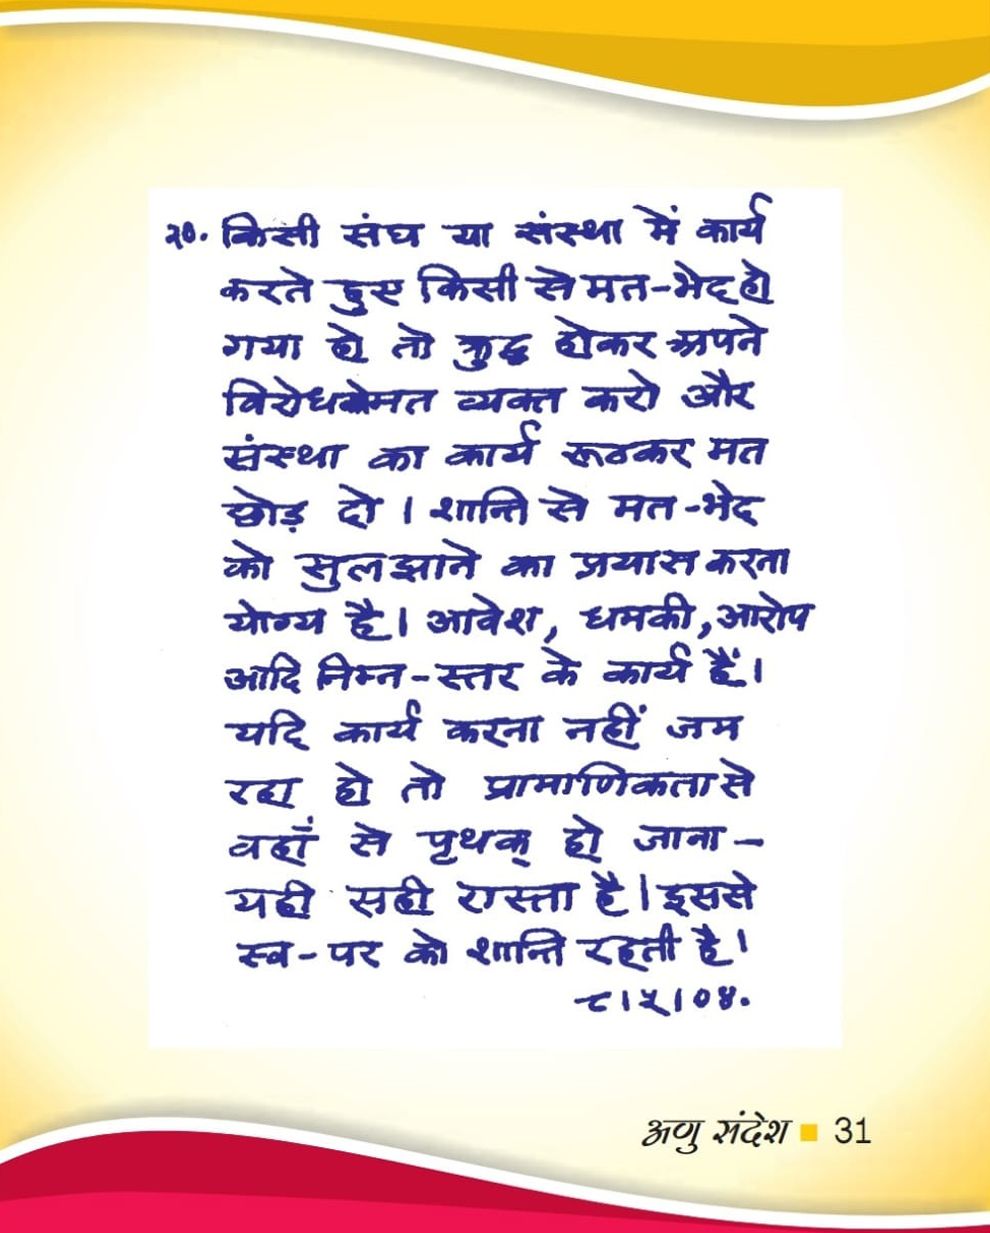 २०. किसी संघ या संस्था में कार्य
करते हुए किसी से मत-भेद हो
गया हो तो क्रुद्ध होकर अपने
विरोधके मत व्यक्त करो और
संस्था का कार्य रूठकर मत
छोड़ दो । शान्ति से मत-भेद
को सुलझाने का प्रयास करना
योग्य है । आवेश, धमकी, आरोप
आदि निम्न-स्तर के कार्य हैं ।
यदि कार्य करना नहीं जम
रहा हो तो प्रामाणिकता से
वहाँ से पृथक् हो जाना –
यही सही रास्ता है । इससे
स्व-पर को शान्ति रहती है ।
८।५।०४.
अणु संदेश 31